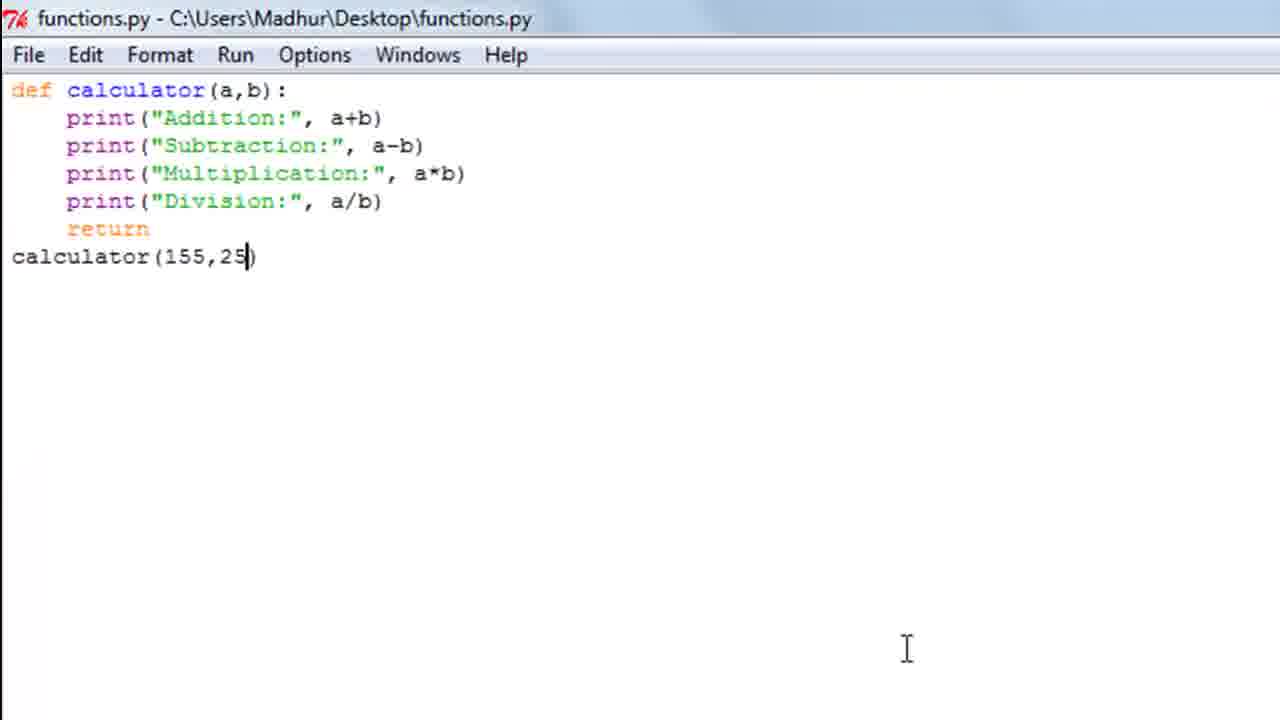 functions.py - C:\Users\Madhur\Desktop\functions.py
File Edit Format Run Options Windows Help
def calculator(a,b):
    print("Addition:", a+b)
    print("Subtraction:", a-b)
    print("Multiplication:", a*b)
    print("Division:", a/b)
    return
calculator(155,25)